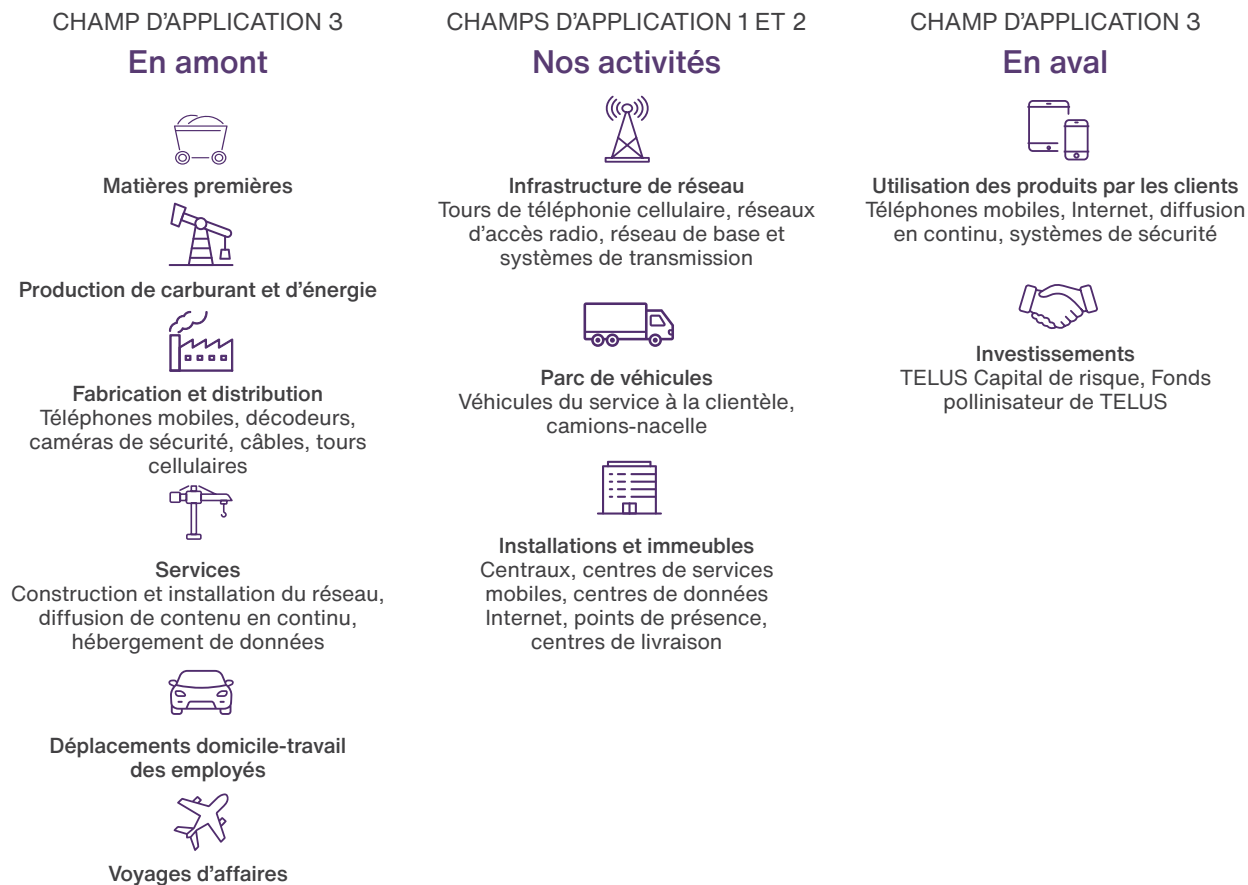 CHAMP D'APPLICATION 3
En amont
Matières premières
Production de carburant et d'énergie
Fabrication et distribution
Téléphones mobiles, décodeurs,
caméras de sécurité, câbles, tours
cellulaires
Services
Construction et installation du réseau,
diffusion de contenu en continu,
hébergement de données
Déplacements domicile-travail
des employés
Voyages d'affaires
CHAMPS D'APPLICATION 1 ET 2
Nos activités
Infrastructure de réseau
Tours de téléphonie cellulaire, réseaux
d'accès radio, réseau de base et
systèmes de transmission
Parc de véhicules
Véhicules du service à la clientèle,
camions-nacelle
Installations et immeubles
Centraux, centres de services
mobiles, centres de données
Internet, points de présence,
centres de livraison
CHAMP D'APPLICATION 3
En aval
Utilisation des produits par les clients
Téléphones mobiles, Internet, diffusion
en continu, systèmes de sécurité
Investissements
TELUS Capital de risque, Fonds
pollinisateur de TELUS